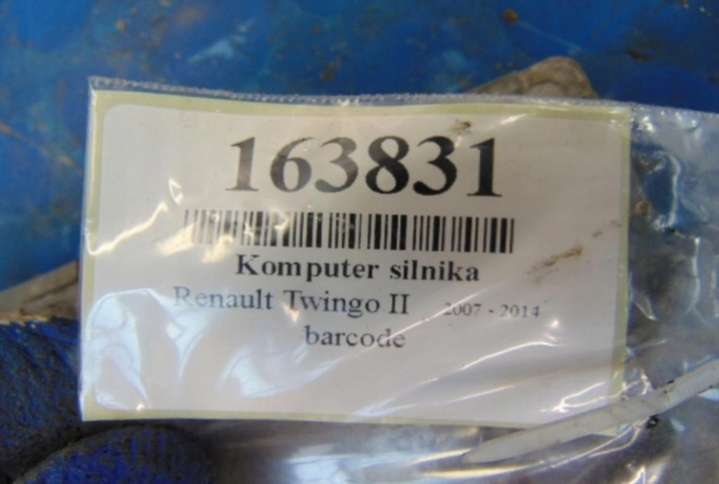 163831
Komputer silnika
Renault Twingo II 2007 - 2014
barcode